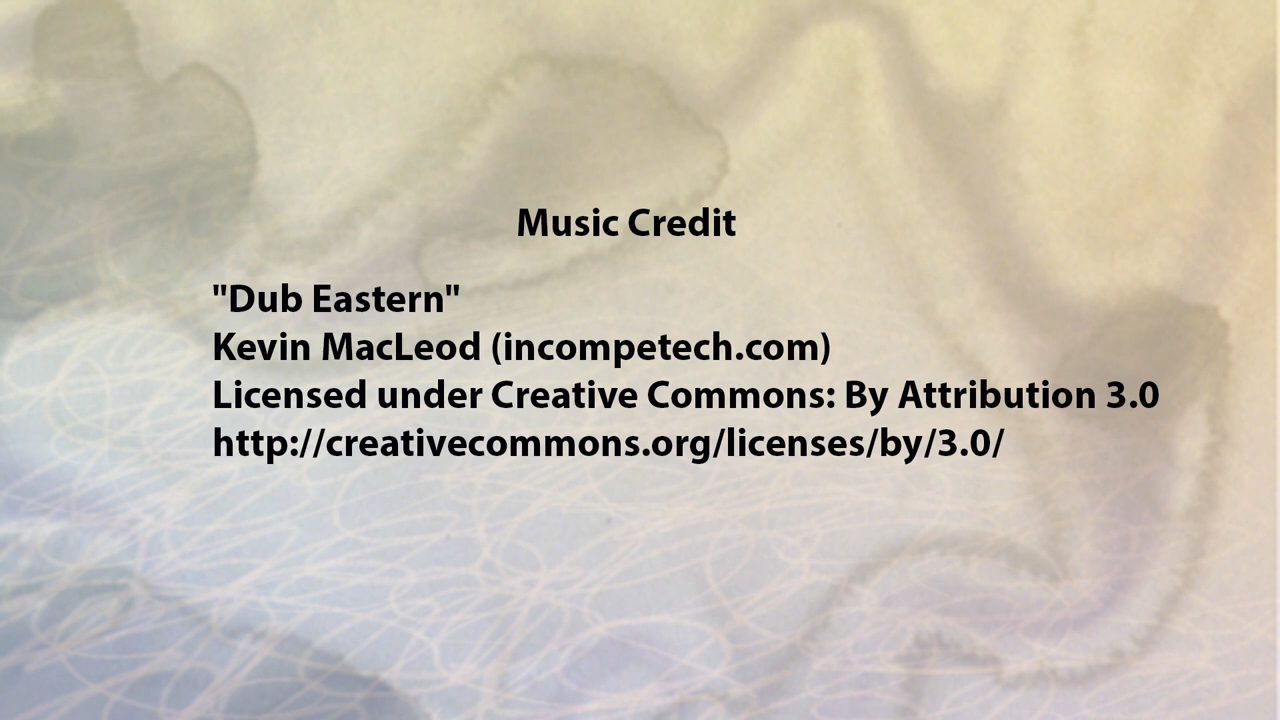 Music Credit
"Dub Eastern"
Kevin MacLeod (incompetech.com)
Licensed under Creative Commons: By Attribution 3.0
http://creativecommons.org/licenses/by/3.0/